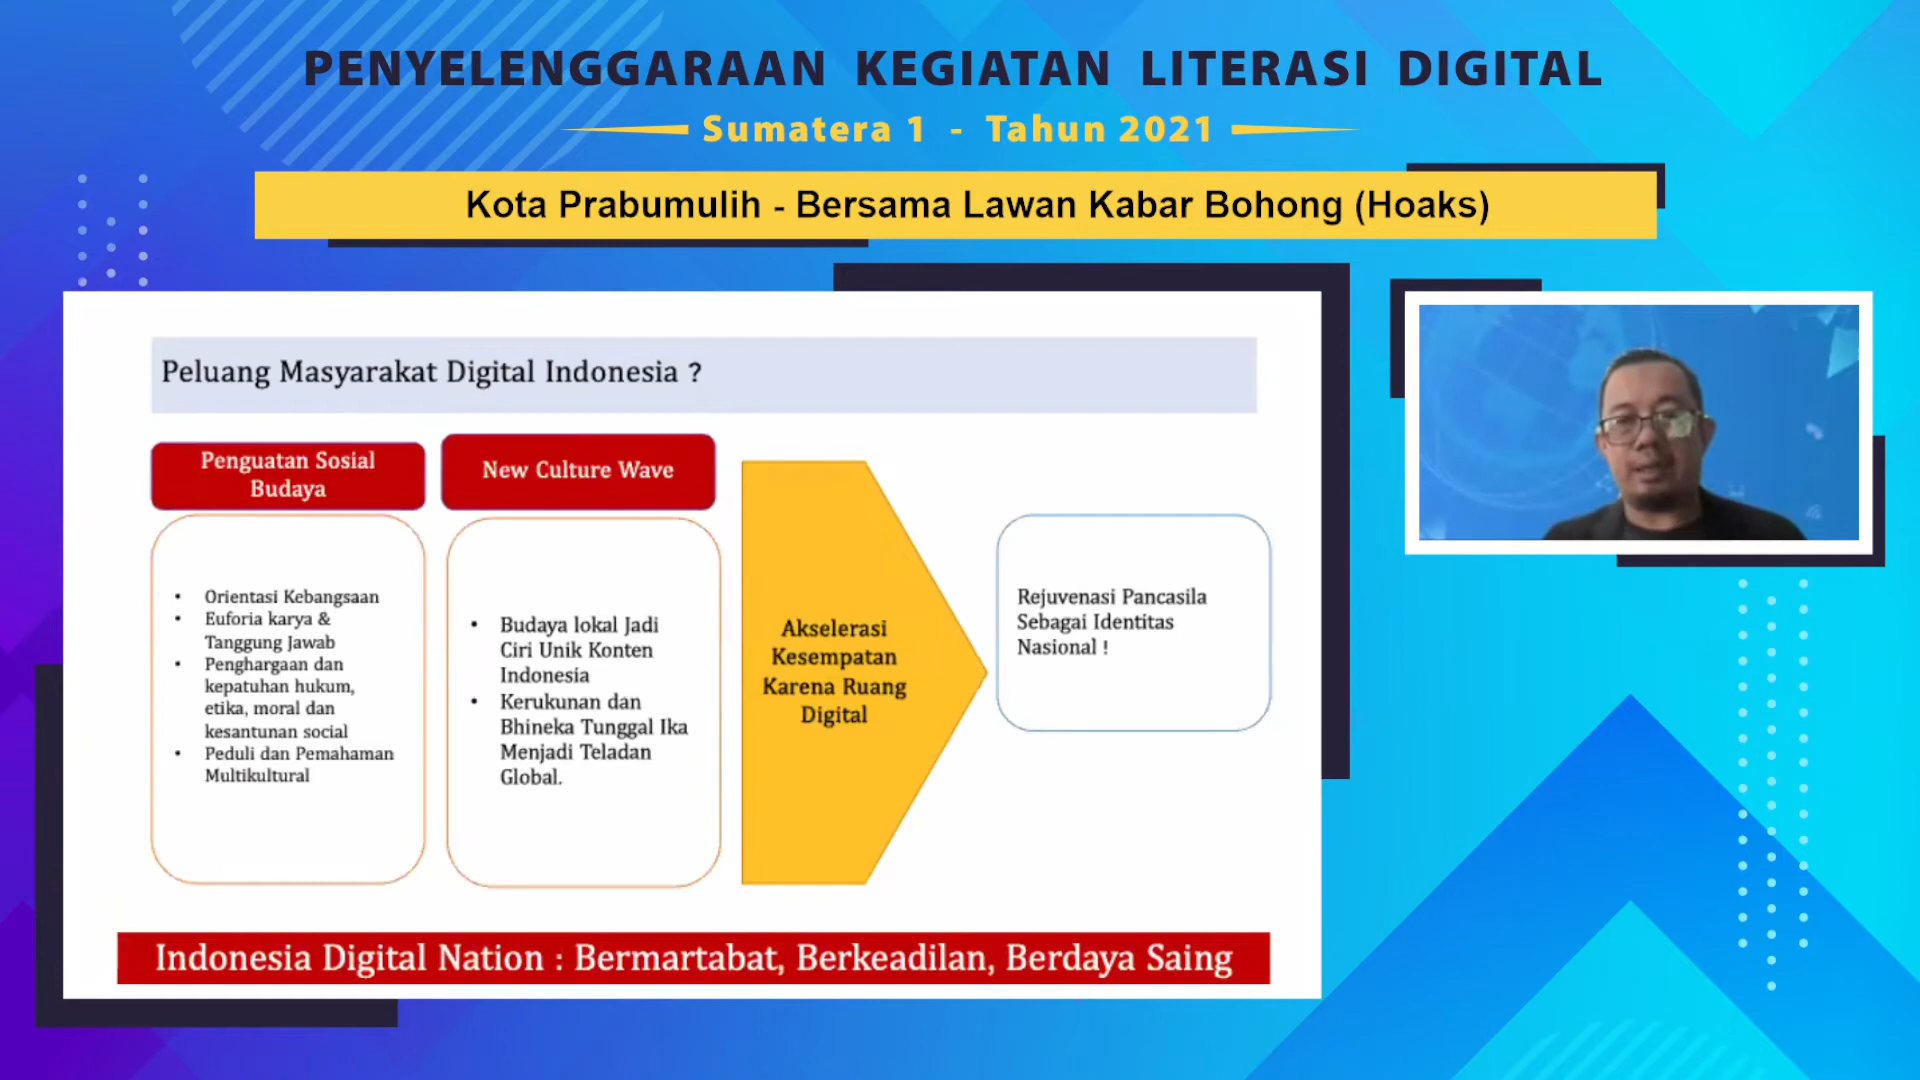 PENYELENGGARAAN KEGIATAN LITERASI DIGITAL
Sumatera 1 - Tahun 2021
Kota Prabumulih - Bersama Lawan Kabar Bohong (Hoaks)
Peluang Masyarakat Digital Indonesia ?
Penguatan Sosial
Budaya
• Orientasi Kebangsaan
• Euforia karya &
Tanggung Jawab
• Penghargaan dan
kepatuhan hukum,
etika, moral dan
kesantunan social
• Peduli dan Pemahaman
Multikultural
New Culture Wave
• Budaya lokal Jadi
Ciri Unik Konten
Indonesia
• Kerukunan dan
Bhineka Tunggal Ika
Menjadi Teladan
Global.
Akselerasi
Kesempatan
Karena Ruang
Digital
Rejuvenasi Pancasila
Sebagai Identitas
Nasional !
Indonesia Digital Nation : Bermartabat, Berkeadilan, Berdaya Saing